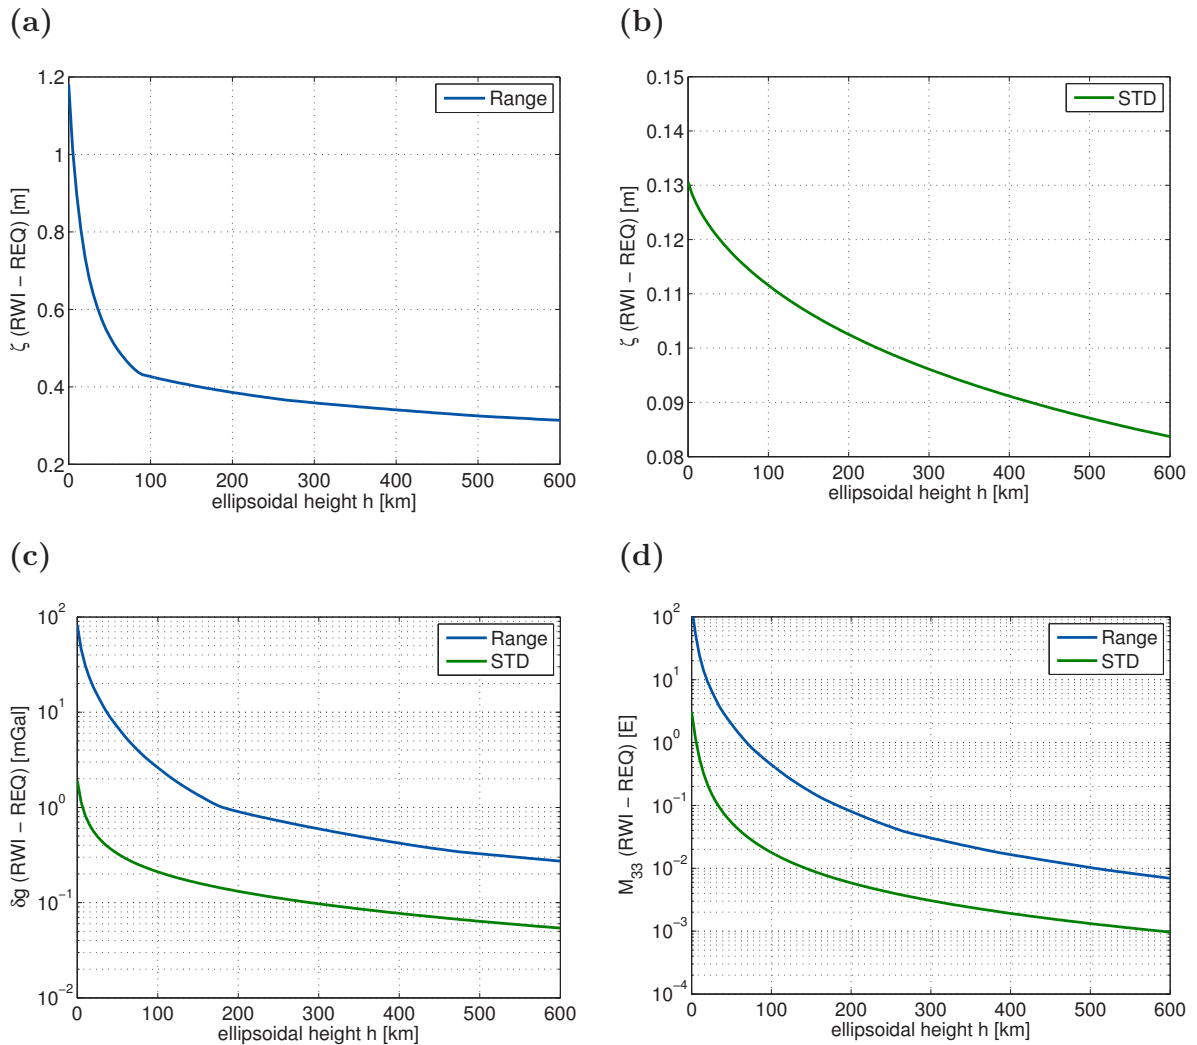 (a)
1.2
1
0.8
0.6
0.4
0.2
0 100 200 300 400 500 600
ζ (RWI − REQ) [m]
ellipsoidal height h [km]
Range
(b)
0.15
0.14
0.13
0.12
0.11
0.1
0.09
0.08
0 100 200 300 400 500 600
ζ (RWI − REQ) [m]
ellipsoidal height h [km]
STD
(c)
10^2
10^1
10^0
10^−1
10^−2
0 100 200 300 400 500 600
δg (RWI − REQ) [mGal]
ellipsoidal height h [km]
Range
STD
(d)
10^2
10^1
10^0
10^−1
10^−2
10^−3
10^−4
0 100 200 300 400 500 600
M_33 (RWI − REQ) [E]
ellipsoidal height h [km]
Range
STD